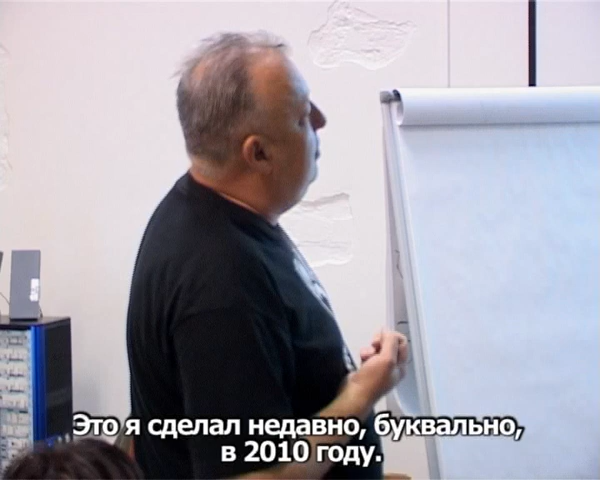 Это я сделал недавно, буквально,
в 2010 году.